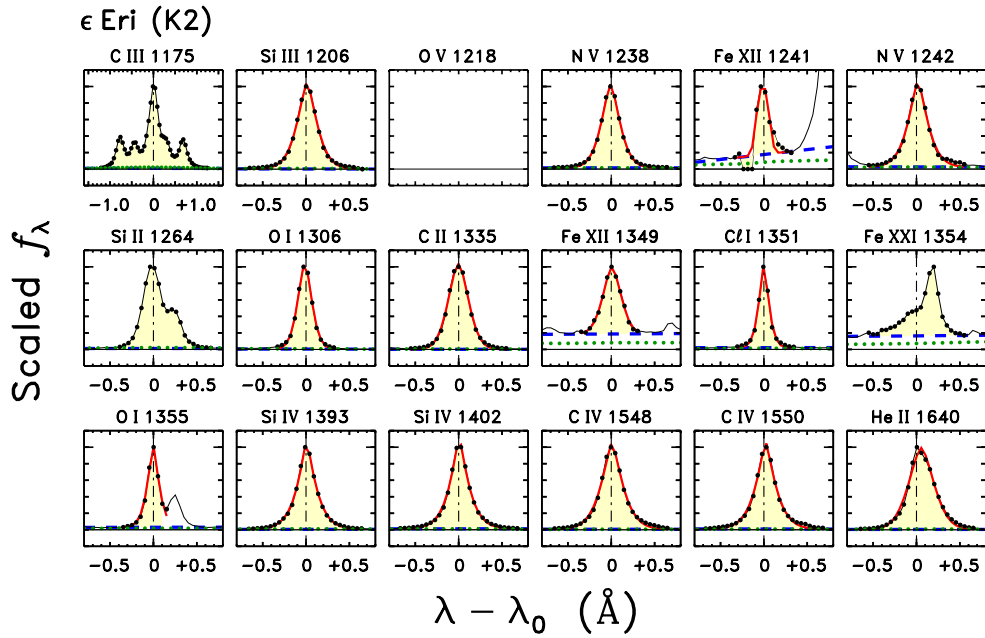 ϵ Eri (K2)
C III 1175 Si III 1206 O V 1218 N V 1238 Fe XII 1241 N V 1242
−1.0 0 +1.0 −0.5 0 +0.5 −0.5 0 +0.5 −0.5 0 +0.5 −0.5 0 +0.5 −0.5 0 +0.5
Si II 1264 O I 1306 C II 1335 Fe XII 1349 Cℓ I 1351 Fe XXI 1354
Scaled f_λ
−0.5 0 +0.5 −0.5 0 +0.5 −0.5 0 +0.5 −0.5 0 +0.5 −0.5 0 +0.5 −0.5 0 +0.5
O I 1355 Si IV 1393 Si IV 1402 C IV 1548 C IV 1550 He II 1640
−0.5 0 +0.5 −0.5 0 +0.5 −0.5 0 +0.5 −0.5 0 +0.5 −0.5 0 +0.5 −0.5 0 +0.5
λ − λ₀ (Å)